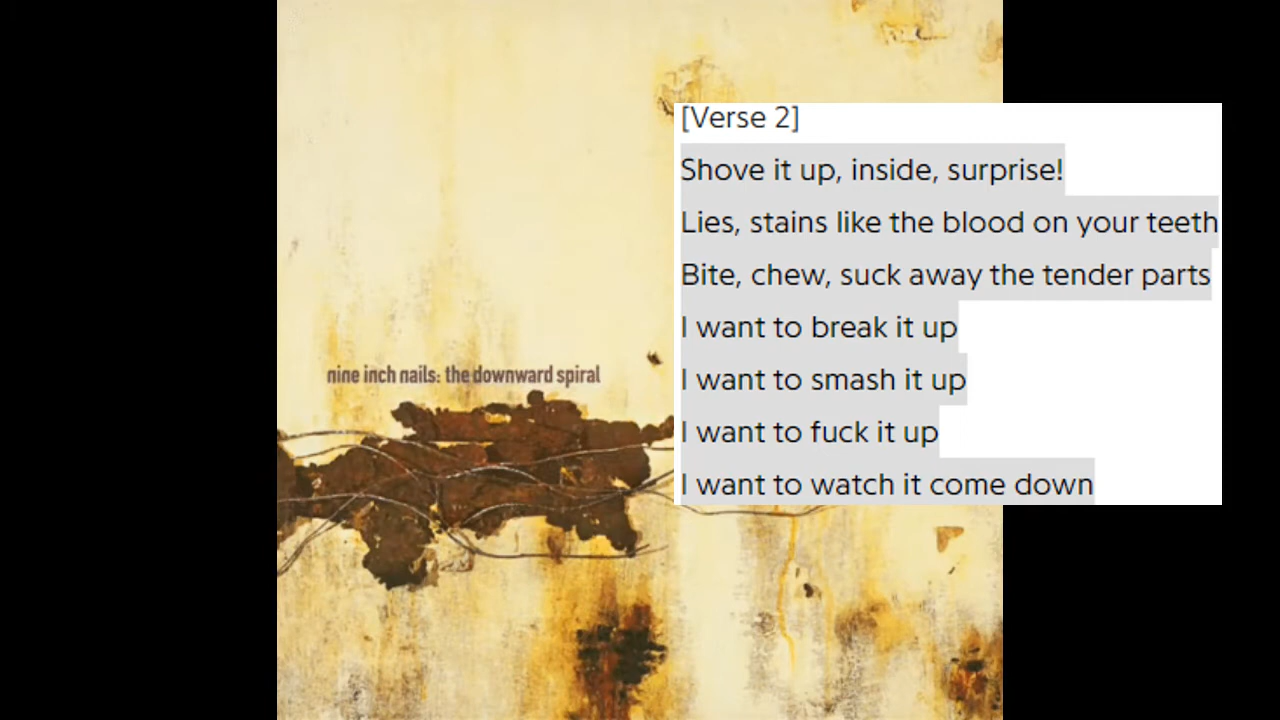 nine inch nails: the downward spiral
[Verse 2]
Shove it up, inside, surprise!
Lies, stains like the blood on your teeth
Bite, chew, suck away the tender parts
I want to break it up
I want to smash it up
I want to fuck it up
I want to watch it come down